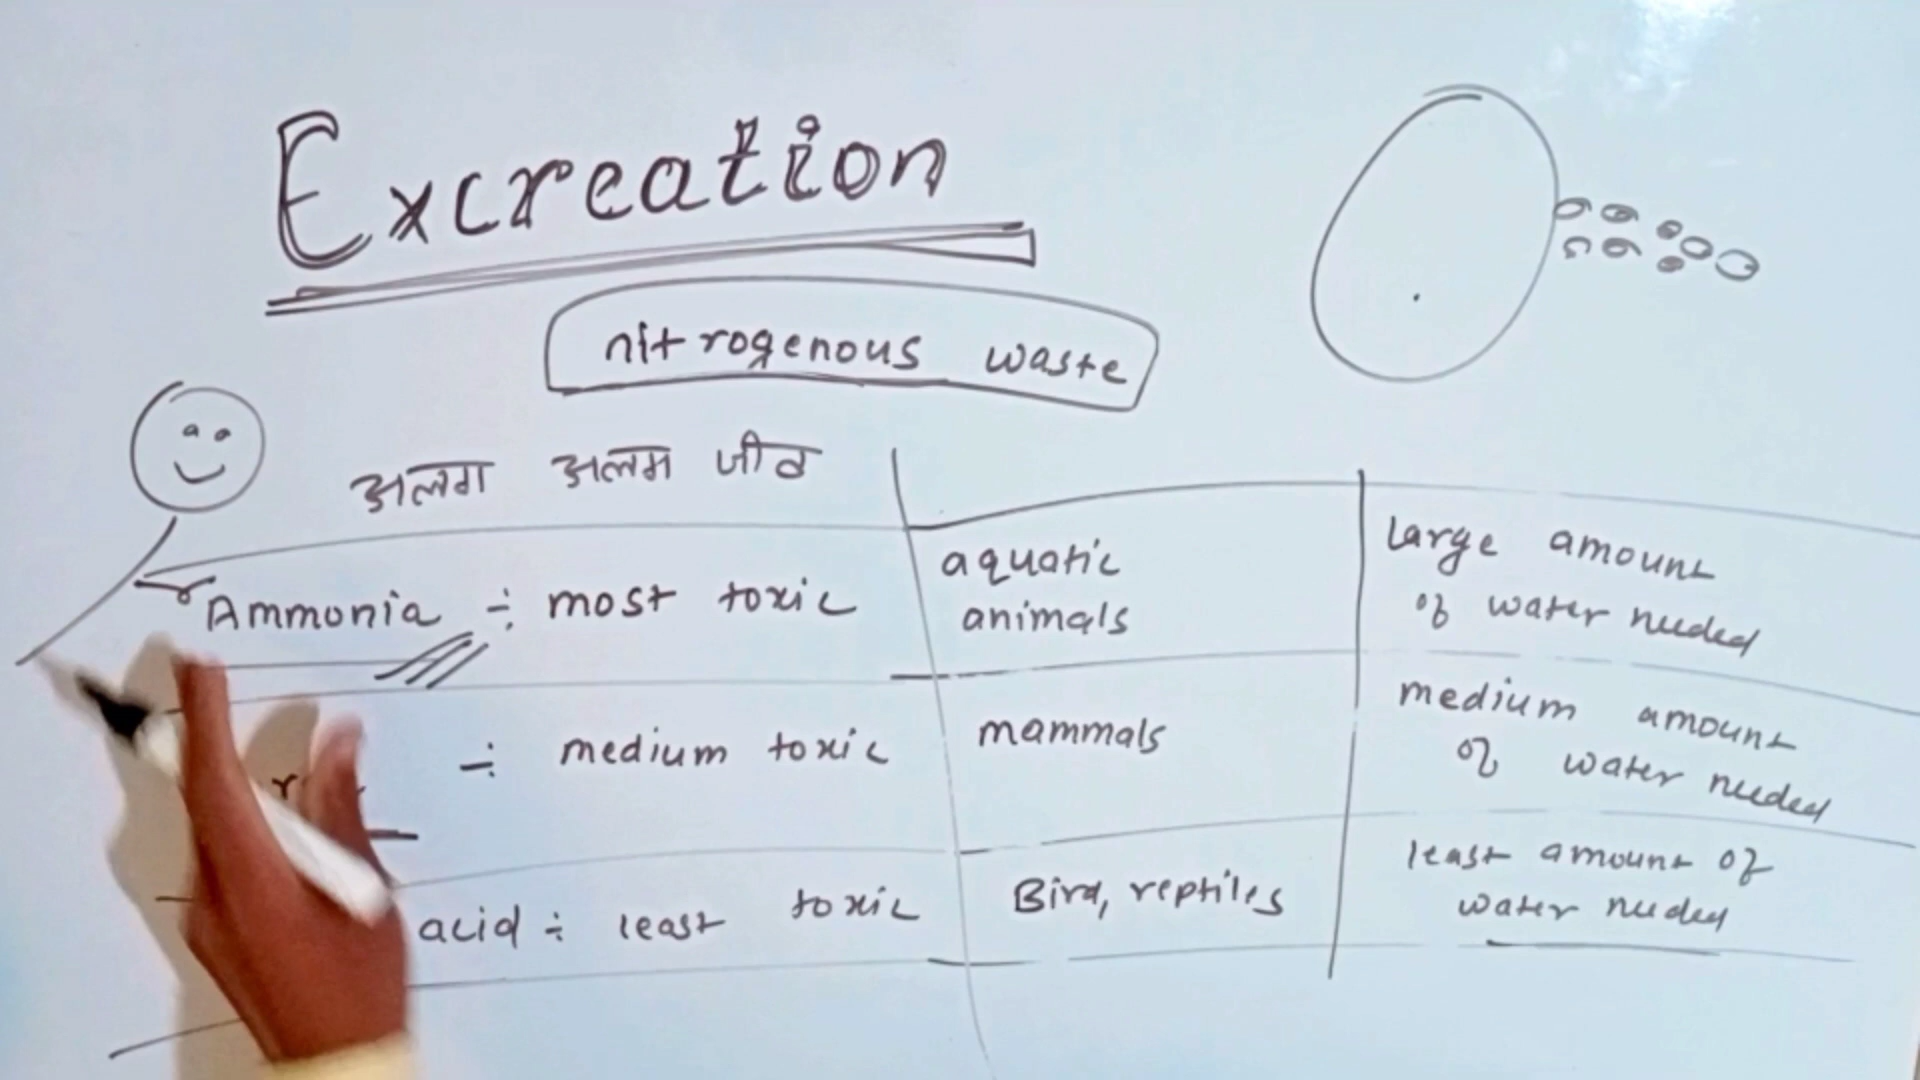 Excreation
nitrogenous waste
अलग अलग जीव
Ammonia ÷ most toxic
aquatic
animals
Large amount
of water needed
÷ medium toxic
mammals
medium amount
of water needed
acid ÷ least toxic
Bird, reptiles
least amount of
water needed